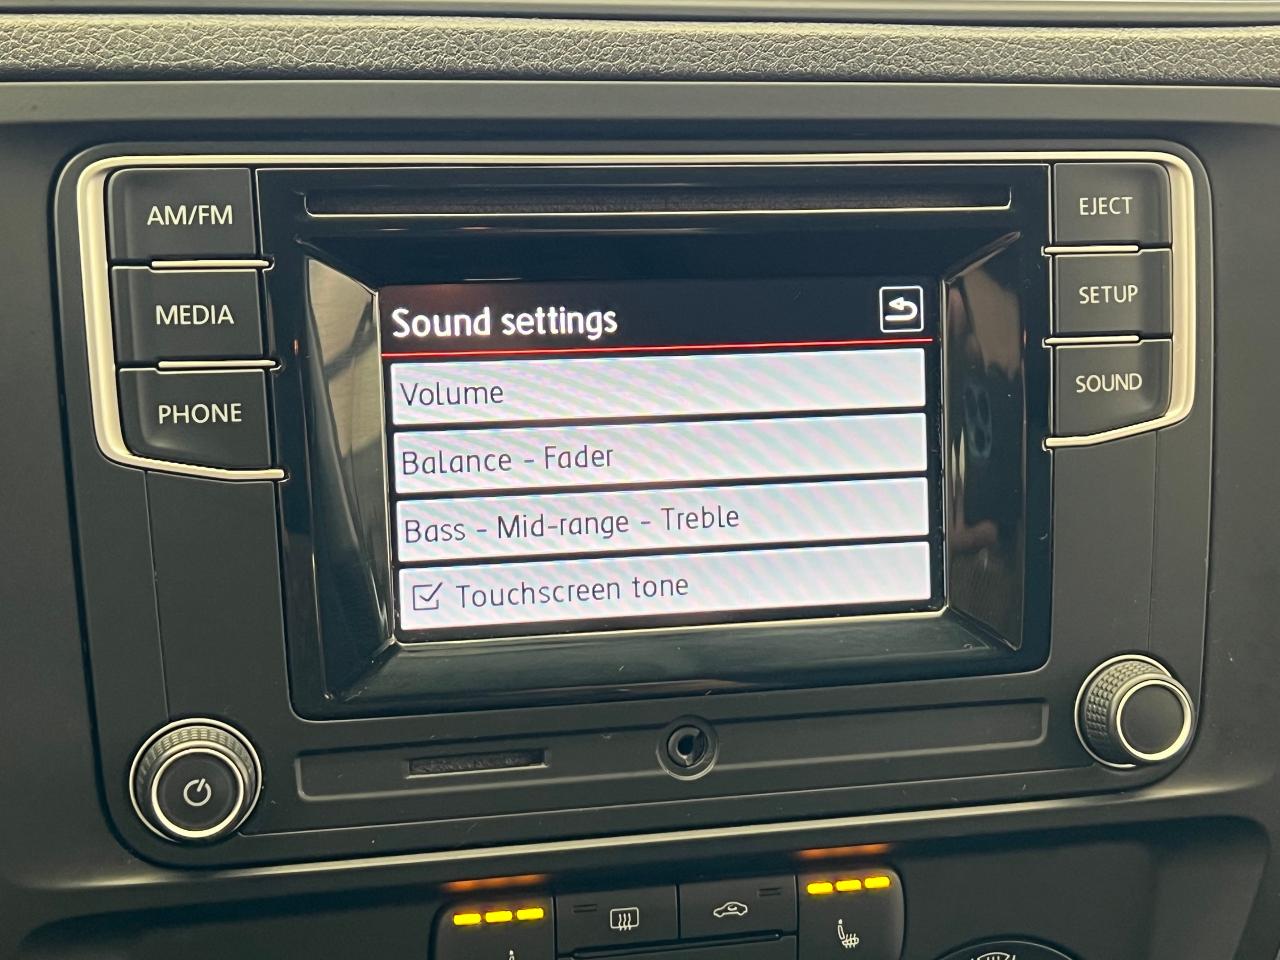 AM/FM
MEDIA
PHONE
Sound settings
Volume
Balance - Fader
Bass - Mid-range - Treble
Touchscreen tone
EJECT
SETUP
SOUND